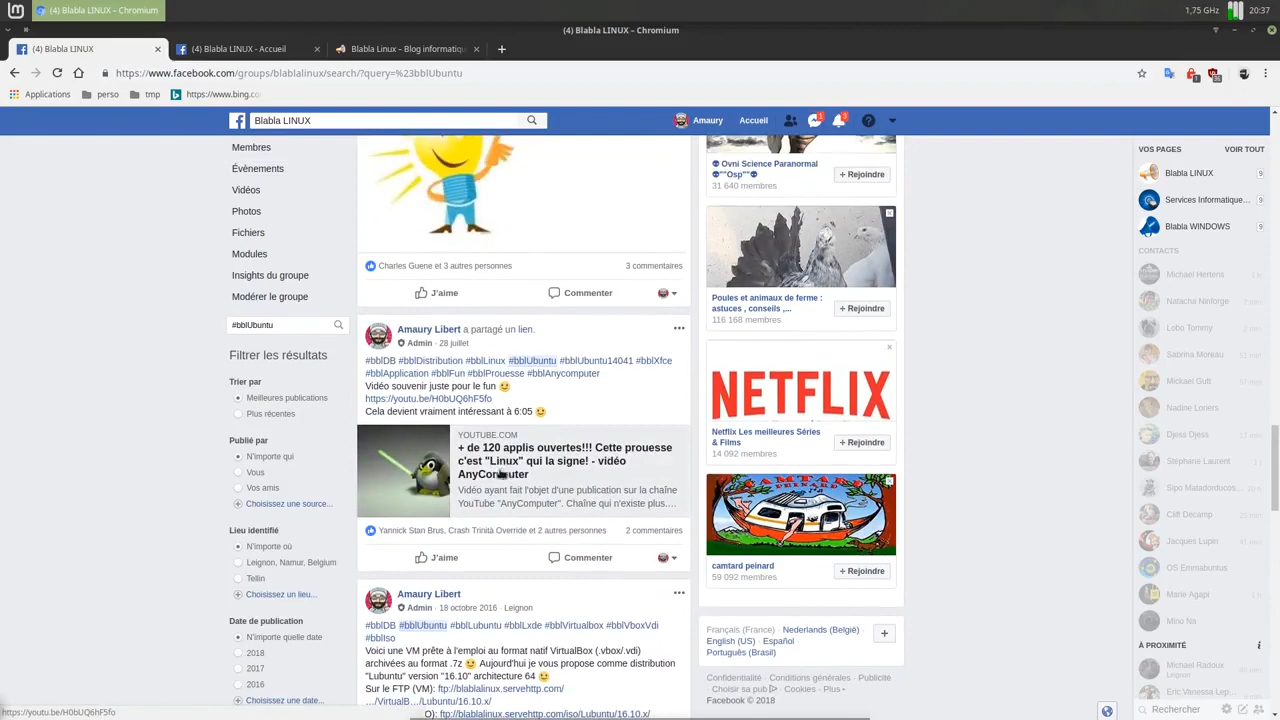 (4) Blabla LINUX – Chromium
1,75 GHz
20:37
(4) Blabla LINUX – Chromium
(4) Blabla LINUX
(4) Blabla LINUX - Accueil
Blabla Linux – Blog informatiq
https://www.facebook.com/groups/blablalinux/search/?query=%23bblUbuntu
Applications
perso
tmp
https://www.bing.co
Blabla LINUX
Amaury
Accueil
1
3
Membres
Évènements
Vidéos
Photos
Fichiers
Modules
Insights du groupe
Modérer le groupe
#bblUbuntu
Filtrer les résultats
Trier par
Meilleures publications
Plus récentes
Publié par
N'importe qui
Vous
Vos amis
Choisissez une source...
Lieu identifié
N'importe où
Leignon, Namur, Belgium
Tellin
Choisissez un lieu...
Date de publication
N'importe quelle date
2018
2017
2016
Choisissez une date...
https://youtu.be/H0bUQ6hF5fo
Charles Guene et 3 autres personnes
3 commentaires
J'aime
Commenter
Amaury Libert a partagé un lien.
Admin · 28 juillet
#bblDB #bblDistribution #bblLinux #bblUbuntu #bblUbuntu14041 #bblXfce
#bblApplication #bblFun #bblProuesse #bblAnycomputer
Vidéo souvenir juste pour le fun
https://youtu.be/H0bUQ6hF5fo
Cela devient vraiment intéressant à 6:05
YOUTUBE.COM
+ de 120 applis ouvertes!!! Cette prouesse
c'est "Linux" qui la signe! - vidéo
AnyComputer
Vidéo ayant fait l'objet d'une publication sur la chaîne
YouTube "AnyComputer". Chaîne qui n'existe plus....
Yannick Stan Brus, Crash Trinità Override et 2 autres personnes
2 commentaires
J'aime
Commenter
Amaury Libert
Admin · 18 octobre 2016 · Leignon
#bblDB #bblUbuntu #bblLubuntu #bblLxde #bblVirtualbox #bblVboxVdi
#bblIso
Voici une VM prête à l'emploi au format natif VirtualBox (.vbox/.vdi)
archivées au format .7z Aujourd'hui je vous propose comme distribution
"Lubuntu" version "16.10" architecture 64
Sur le FTP (VM): ftp://blablalinux.servehttp.com/
…/VirtualB…/Lubuntu/16.10.x/
O): ftp://blablalinux.servehttp.com/iso/Lubuntu/16.10.x/
Ovni Science Paranormal
""Osp""
31 640 membres
+ Rejoindre
Poules et animaux de ferme :
astuces , conseils ,...
116 168 membres
+ Rejoindre
NETFLIX
Netflix Les meilleures Séries
& Films
14 092 membres
+ Rejoindre
CAMTARD PEINARD
camtard peinard
59 092 membres
+ Rejoindre
Français (France) · Nederlands (België) ·
English (US) · Español ·
Português (Brasil)
+
Confidentialité · Conditions générales · Publicité
· Choisir sa pub · Cookies · Plus
Facebook © 2018
VOS PAGES
VOIR TOUT
Blabla LINUX
9
Services Informatique...
9
Blabla WINDOWS
9
CONTACTS
Michael Hertens
Natacha Ninforge
Lobo Tommy
Sabrina Moreau
Mickael Gutt
Nadine Loriers
Djess Djess
Stéphane Laurent
Sipo Matadorduccos...
Cliff Decamp
Jacques Lupin
OS Emmabuntus
Marie Agapi
Mino Na
À PROXIMITÉ
Michael Radoux
Leignon
Eric Vanessa Lep...
Rechercher